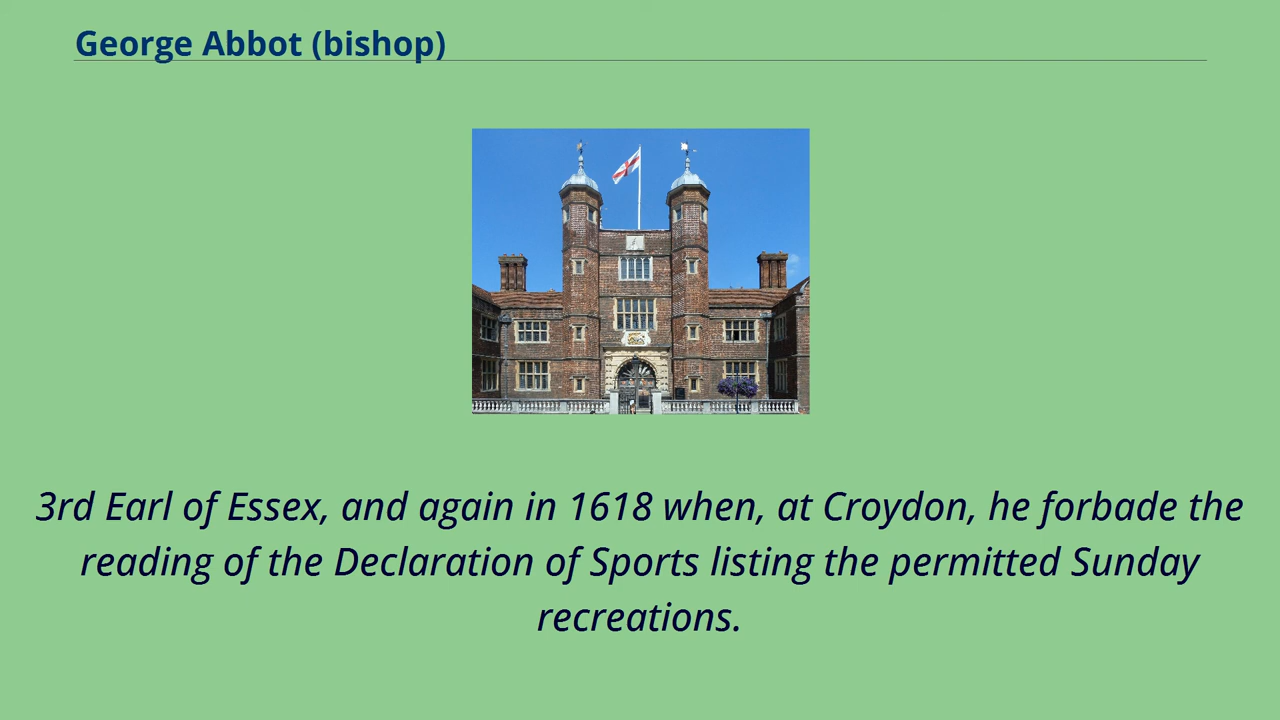 George Abbot (bishop)
3rd Earl of Essex, and again in 1618 when, at Croydon, he forbade the
reading of the Declaration of Sports listing the permitted Sunday
recreations.